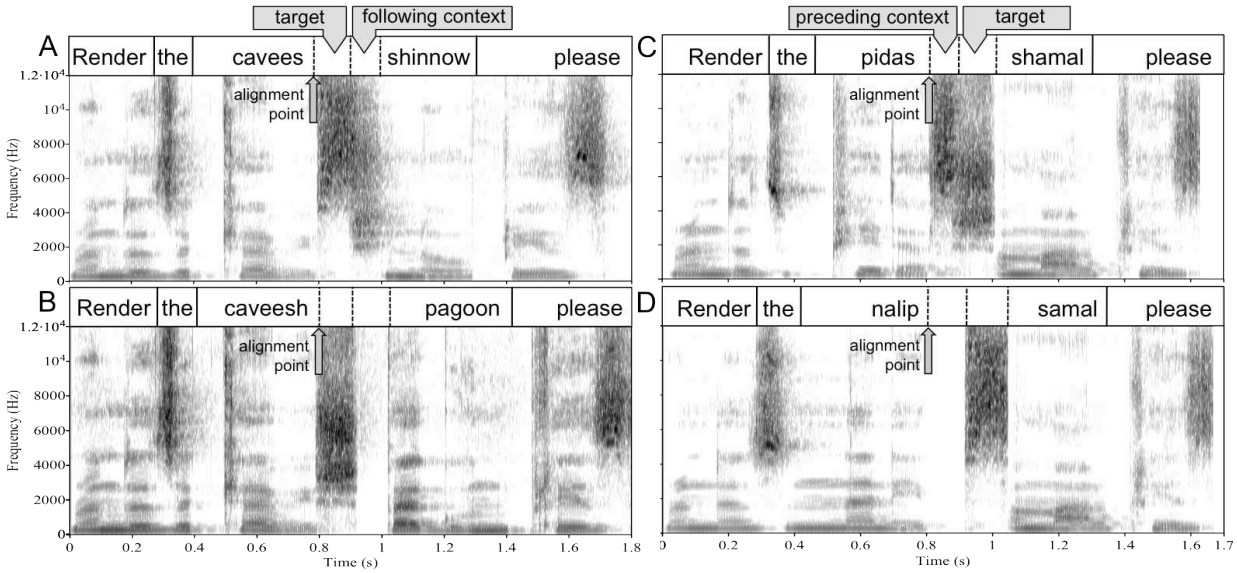 target following context
A
Render the cavees shinnow please
alignment
point
1.2·10⁴
10⁴
8000
6000
4000
2000
0
Frequency (Hz)
preceding context target
C
Render the pidas shamal please
alignment
point
B
Render the caveesh pagoon please
alignment
point
1.2·10⁴
10⁴
8000
6000
4000
2000
0
Frequency (Hz)
0 0.2 0.4 0.6 0.8 1 1.2 1.4 1.6 1.8
Time (s)
D
Render the nalip samal please
alignment
point
0 0.2 0.4 0.6 0.8 1 1.2 1.4 1.6 1.7
Time (s)